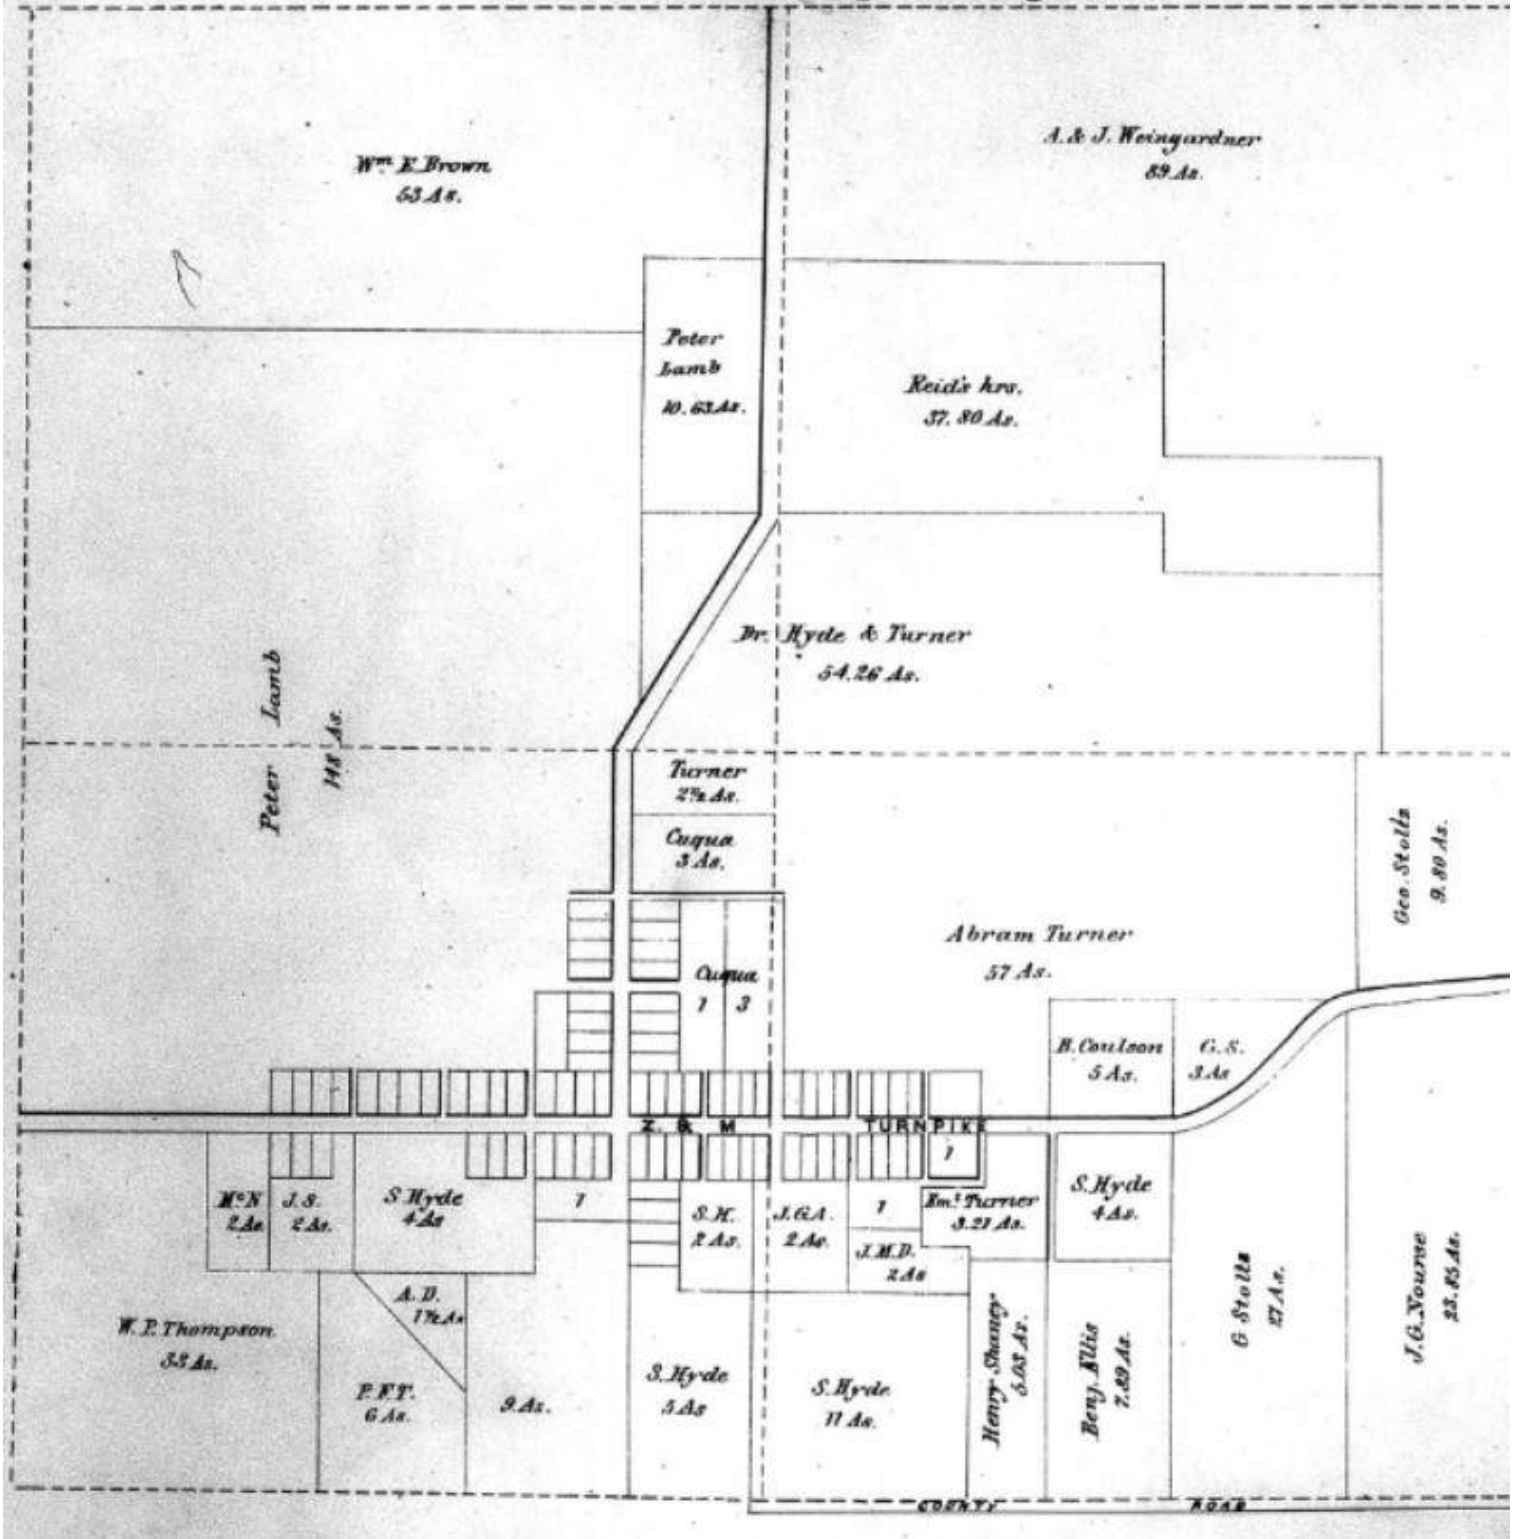 Wm. E. Brown
53 As.
A. & J. Weingardner
89 As.
Peter
Lamb
10.63 As.
Reid's hrs.
37.80 As.
Dr. Hyde & Turner
54.26 As.
Peter Lamb
148 As.
Turner
2½ As.
Cuqua
3 As.
Geo. Stolts
9.80 As.
Abram Turner
57 As.
Cuqua
1 3
B. Coulson
5 As.
G. S.
3 As
Z. & M TURNPIKE
1
McN
2 As
J. S.
2 As.
S. Hyde
4 As
1
S. H.
2 As.
J. G. A.
2 As.
1
J. M. D.
2 As
Emt. Turner
3.21 As.
S. Hyde
4 As.
A. D.
1½ As
W. P. Thompson
33 As.
P. F. T.
6 As.
9 As.
S. Hyde
5 As
S. Hyde
11 As.
Henry Shaney
5.03 As.
Benj. Ellis
7.89 As.
G Stolts
27 As.
J. G. Nourse
23.85 As.
COUNTY ROAD